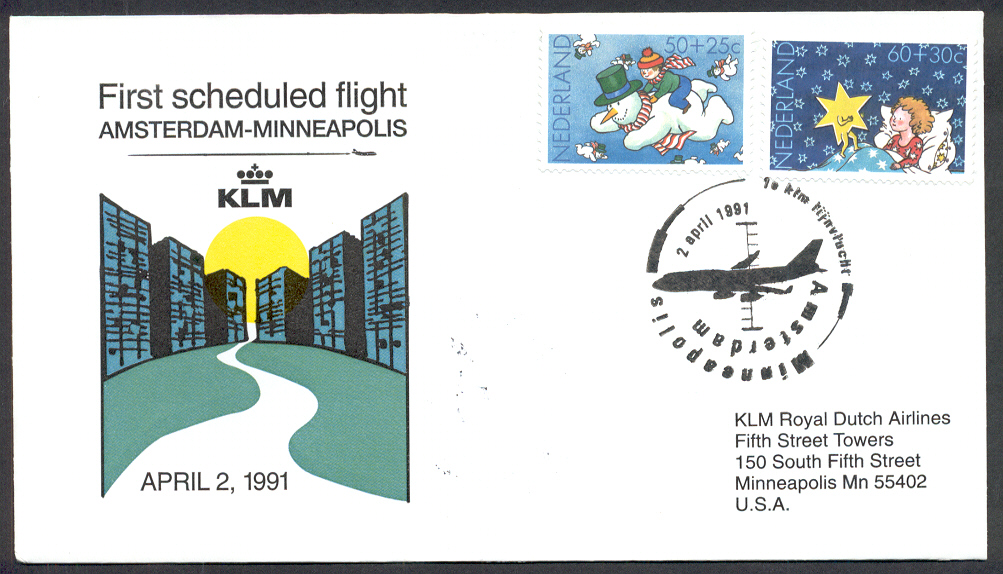 First scheduled flight
AMSTERDAM-MINNEAPOLIS
KLM
APRIL 2, 1991
NEDERLAND
50+25c
NEDERLAND
60+30c
2 april 1991
1e klm lijnvlucht
Amsterdam
Minneapolis
KLM Royal Dutch Airlines
Fifth Street Towers
150 South Fifth Street
Minneapolis Mn 55402
U.S.A.